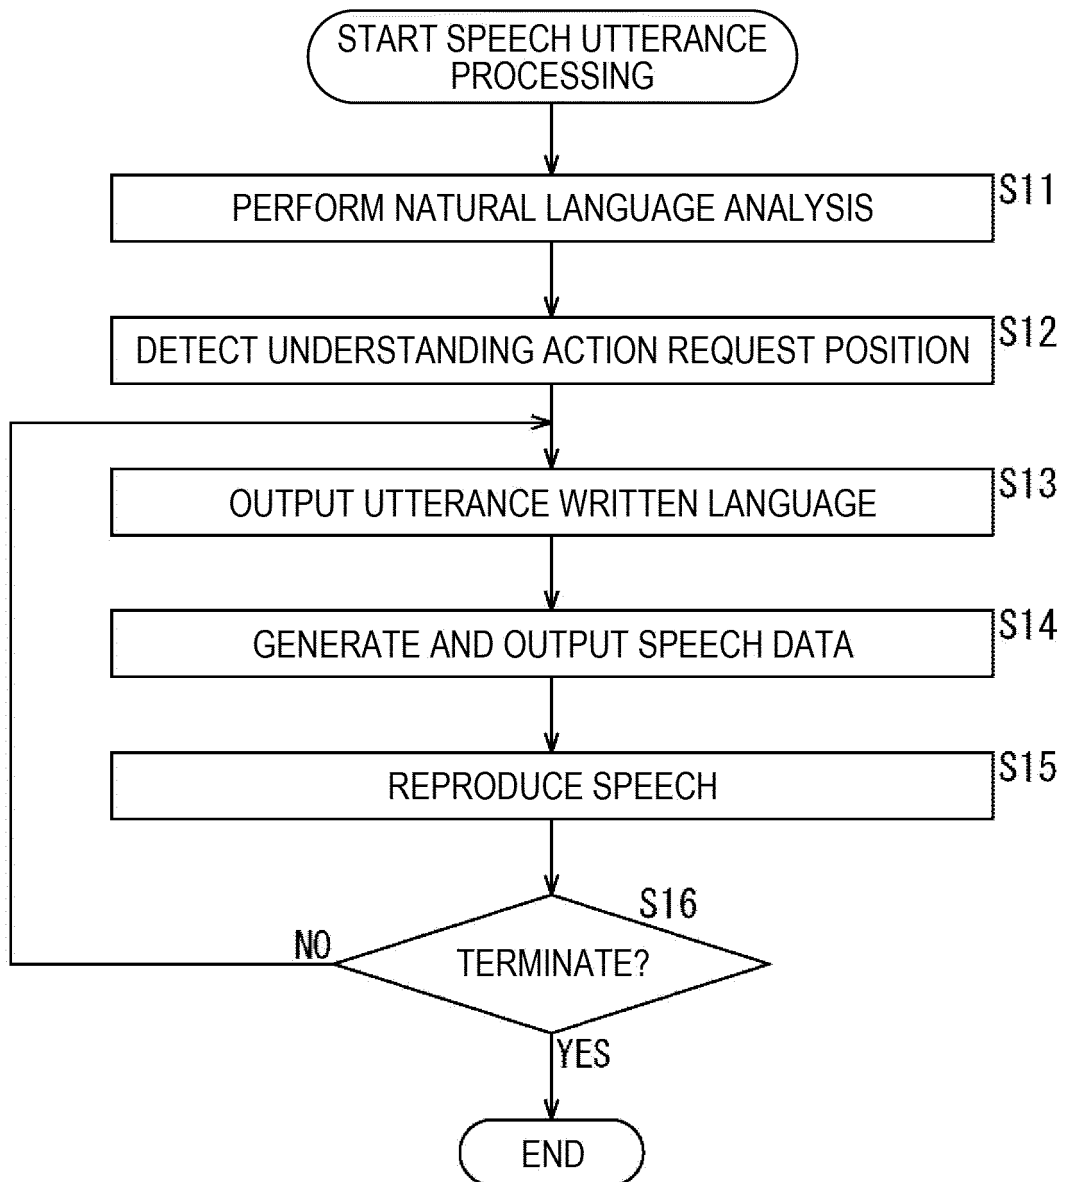 START SPEECH UTTERANCE
PROCESSING
S11
PERFORM NATURAL LANGUAGE ANALYSIS
S12
DETECT UNDERSTANDING ACTION REQUEST POSITION
S13
OUTPUT UTTERANCE WRITTEN LANGUAGE
S14
GENERATE AND OUTPUT SPEECH DATA
S15
REPRODUCE SPEECH
S16
NO
TERMINATE?
YES
END